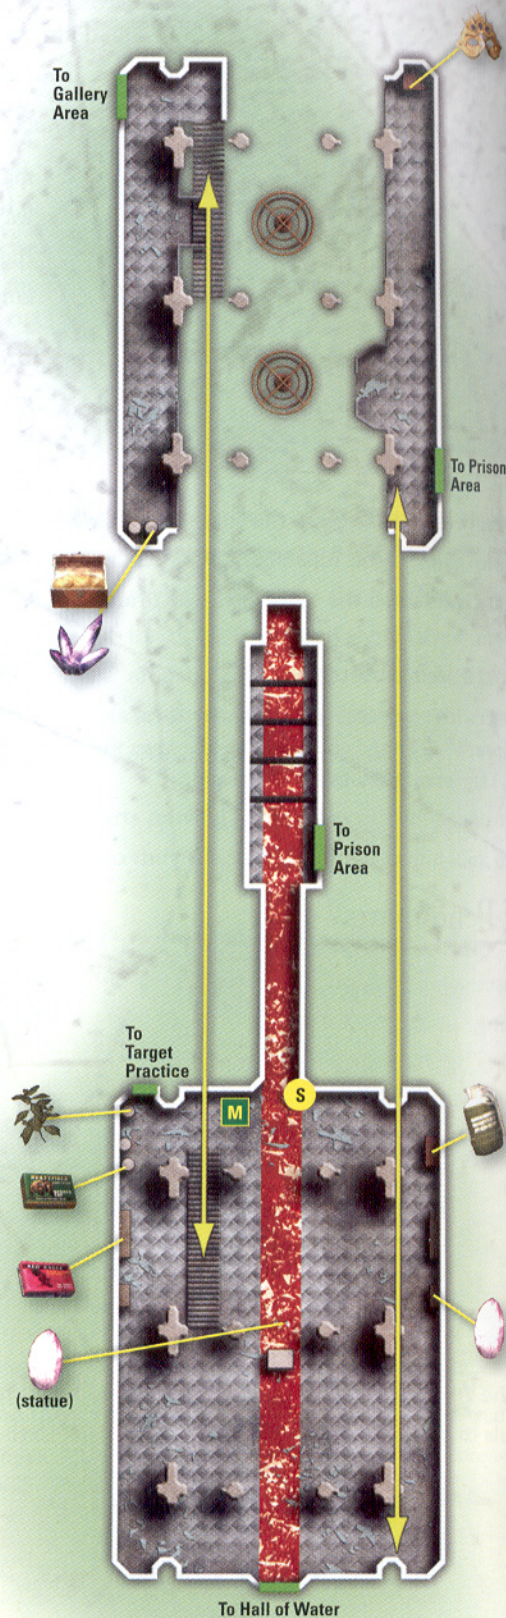 To
Gallery
Area
To Prison
Area
To
Prison
Area
To
Target
Practice
M
S
(statue)
To Hall of Water